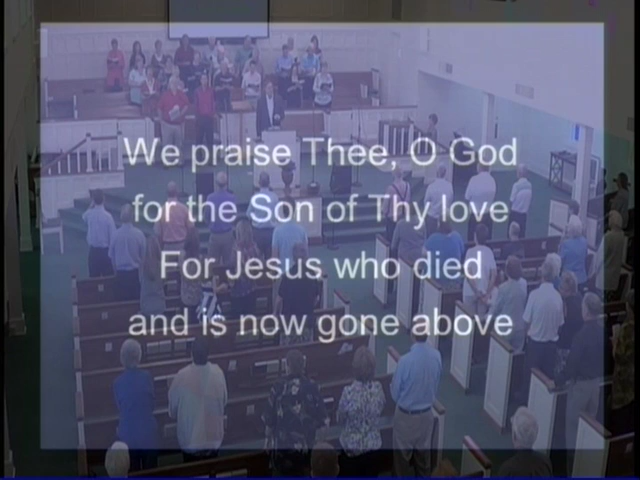 We praise Thee, O God
for the Son of Thy love
For Jesus who died
and is now gone above